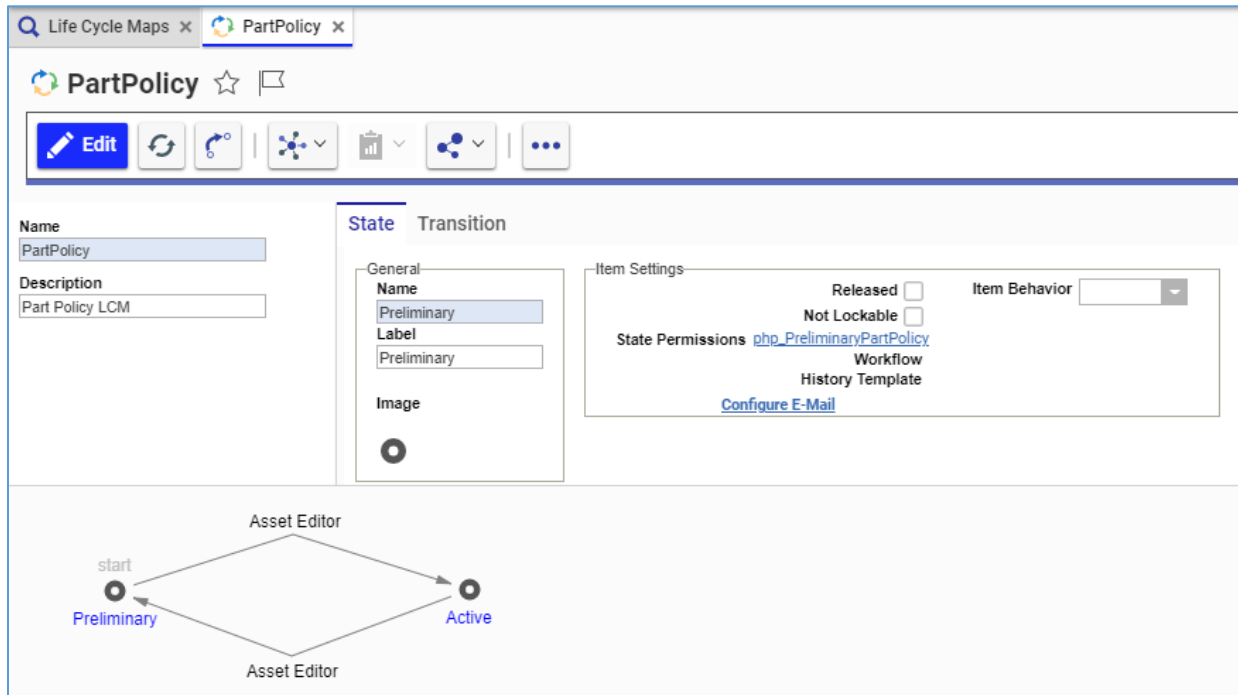 Life Cycle Maps
PartPolicy
PartPolicy
Edit
Name
PartPolicy
Description
Part Policy LCM
State Transition
General
Name
Preliminary
Label
Preliminary
Image
Item Settings
Released
Item Behavior
Not Lockable
State Permissions php_PreliminaryPartPolicy
Workflow
History Template
Configure E-Mail
Asset Editor
start
Preliminary
Active
Asset Editor